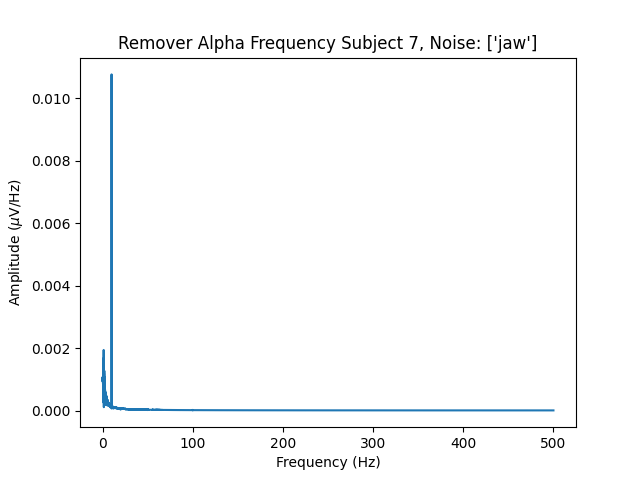 Remover Alpha Frequency Subject 7, Noise: ['jaw']
0.010
0.008
0.006
0.004
0.002
0.000
Amplitude (μV/Hz)
0 100 200 300 400 500
Frequency (Hz)